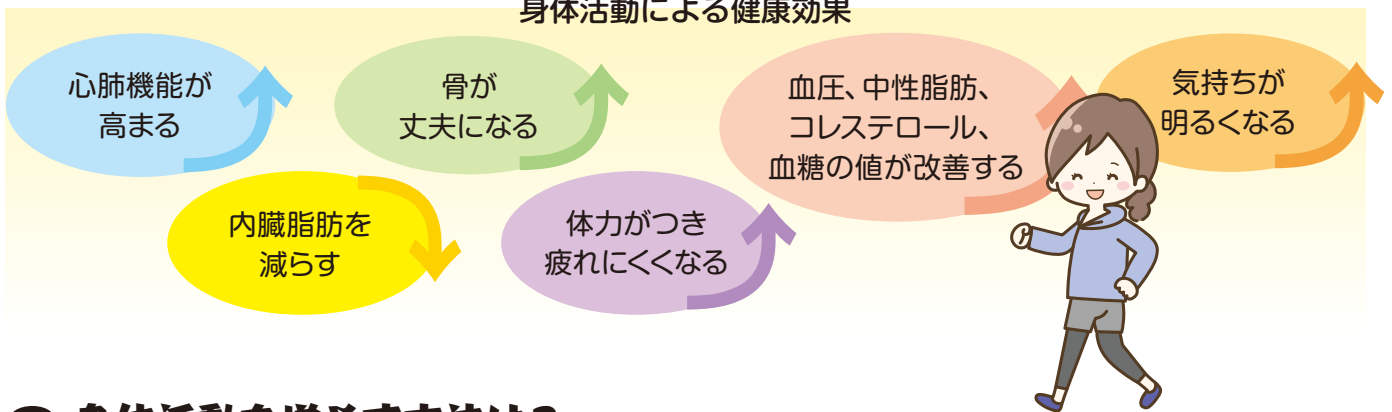 身体活動による健康効果
心肺機能が
高まる
骨が
丈夫になる
血圧、中性脂肪、
コレステロール、
血糖の値が改善する
気持ちが
明るくなる
内臓脂肪を
減らす
体力がつき
疲れにくくなる